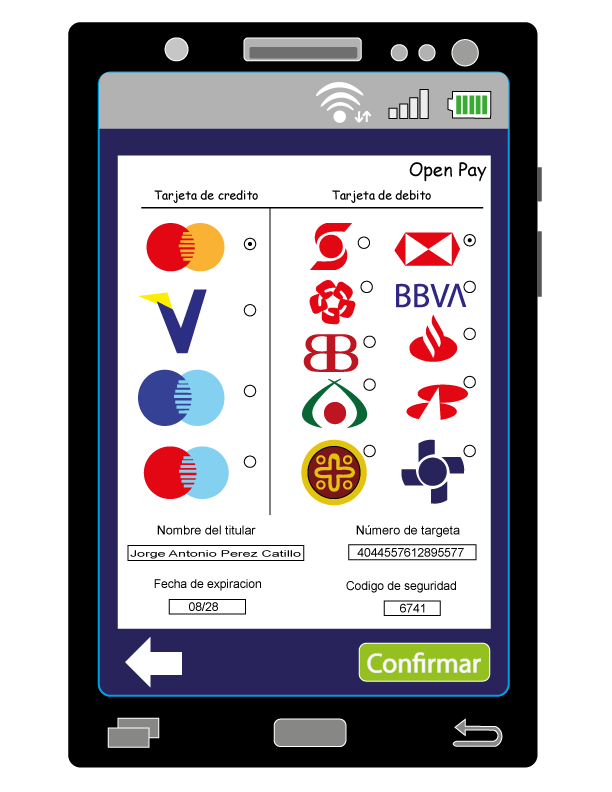 Open Pay
Tarjeta de credito
Tarjeta de debito
BBVA
Nombre del titular
Número de targeta
Jorge Antonio Perez Catillo
4044557612895577
Fecha de expiracion
Codigo de seguridad
08/28
6741
Confirmar